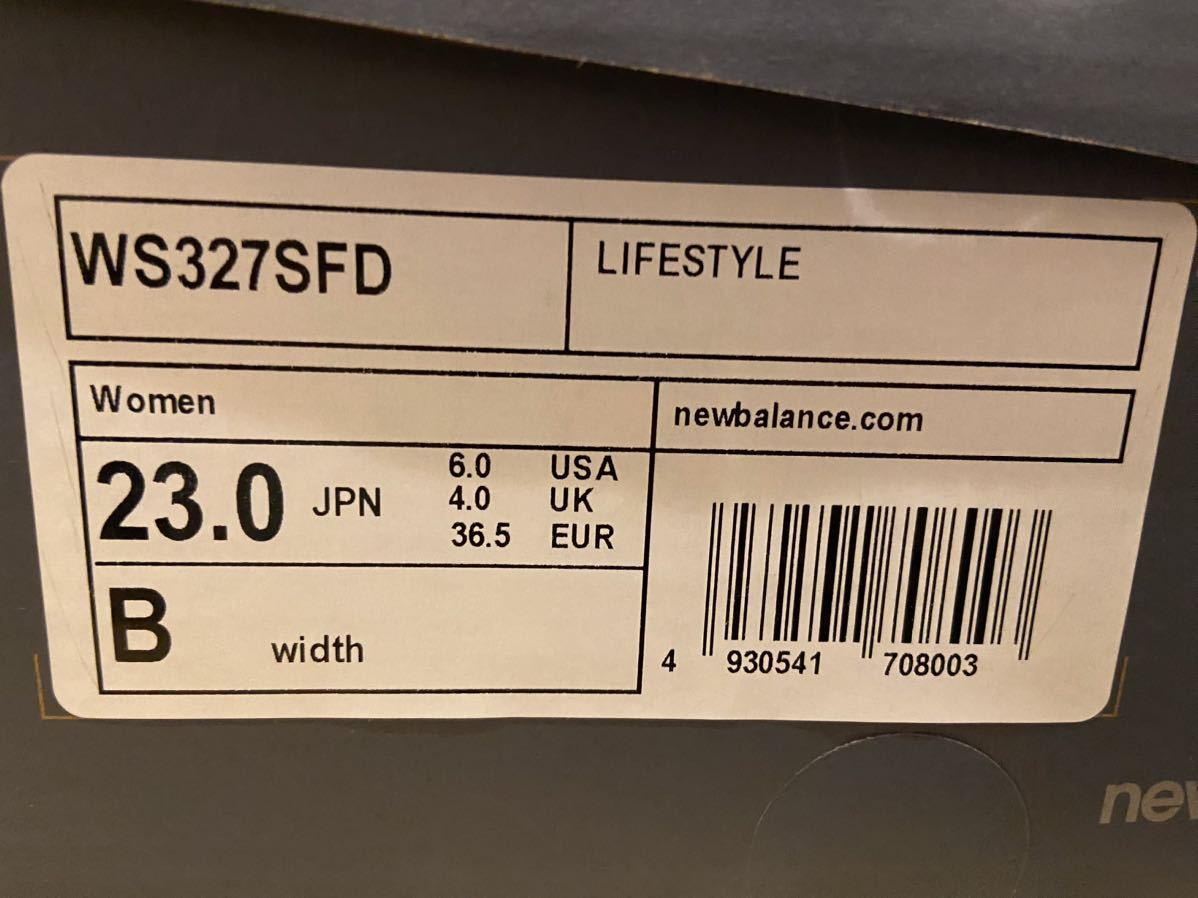 WS327SFD
LIFESTYLE
Women
newbalance.com
23.0 JPN
6.0 USA
4.0 UK
36.5 EUR
B width
4 930541 708003
new